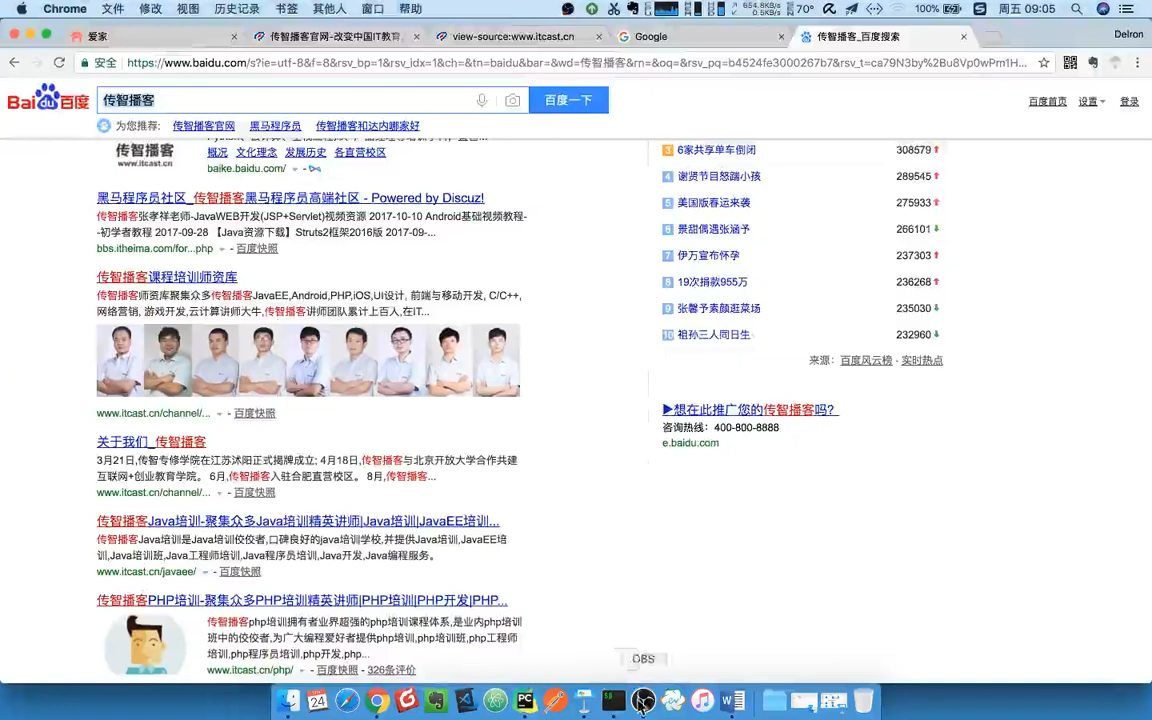 Chrome 文件 修改 视图 历史记录 书签 其他人 窗口 帮助 654.8KB/s 0.5KB/s 70° 100% 周五 09:05
爱家 传智播客官网-改变中国IT教育, view-source:www.itcast.cn Google 传智播客_百度搜索 Delron
安全 https://www.baidu.com/s?ie=utf-8&f=8&rsv_bp=1&rsv_idx=1&ch=&tn=baidu&bar=&wd=传智播客&rn=&oq=&rsv_pq=b4524fe3000267b7&rsv_t=ca79N3by%2Bu8Vp0wPm1H...
Bai du 百度 传智播客 百度一下 百度首页 设置 登录
为您推荐: 传智播客官网 黑马程序员 传智播客和达内哪家好
传智播客
www.itcast.cn
概况 文化理念 发展历史 各直营校区
baike.baidu.com/
黑马程序员社区_传智播客黑马程序员高端社区 - Powered by Discuz!
传智播客张孝祥老师-JavaWEB开发(JSP+Servlet)视频资源 2017-10-10 Android基础视频教程-
-初学者教程 2017-09-28 【Java资源下载】Struts2框架2016版 2017-09-...
bbs.itheima.com/for...php - 百度快照
传智播客课程培训师资库
传智播客师资库聚集众多传智播客JavaEE,Android,PHP,iOS,UI设计, 前端与移动开发, C/C++,
网络营销, 游戏开发,云计算讲师大牛,传智播客讲师团队累计上百人,在IT...
www.itcast.cn/channel/... - 百度快照
关于我们_传智播客
3月21日,传智专修学院在江苏沭阳正式揭牌成立; 4月18日,传智播客与北京开放大学合作共建
互联网+创业教育学院。 6月,传智播客入驻合肥直营校区。 8月,传智播客...
www.itcast.cn/channel/... - 百度快照
传智播客Java培训-聚集众多Java培训精英讲师|Java培训|JavaEE培训...
传智播客Java培训是Java培训佼佼者,口碑良好的java培训学校,并提供Java培训,JavaEE培
训,Java培训班,Java工程师培训,Java程序员培训,Java开发,Java编程服务。
www.itcast.cn/javaee/ - 百度快照
传智播客PHP培训-聚集众多PHP培训精英讲师|PHP培训|PHP开发|PHP...
传智播客php培训拥有者业界超强的php培训课程体系,是业内php培训
班中的佼佼者,为广大编程爱好者提供php培训,php培训班,php工程师
培训,php程序员培训,php开发,php...
www.itcast.cn/php/ - 百度快照 - 326条评价
3 6家共享单车倒闭 308579
4 谢贤节目怒踹小孩 289545
5 美国版春运来袭 275933
6 景甜偶遇张涵予 266101
7 伊万宣布怀孕 237303
8 19次捐款955万 236268
9 张馨予素颜逛菜场 235030
10 祖孙三人同日生 232960
来源: 百度风云榜 - 实时热点
▶想在此推广您的传智播客吗?
咨询热线: 400-800-8888
e.baidu.com
OBS
24 PC W